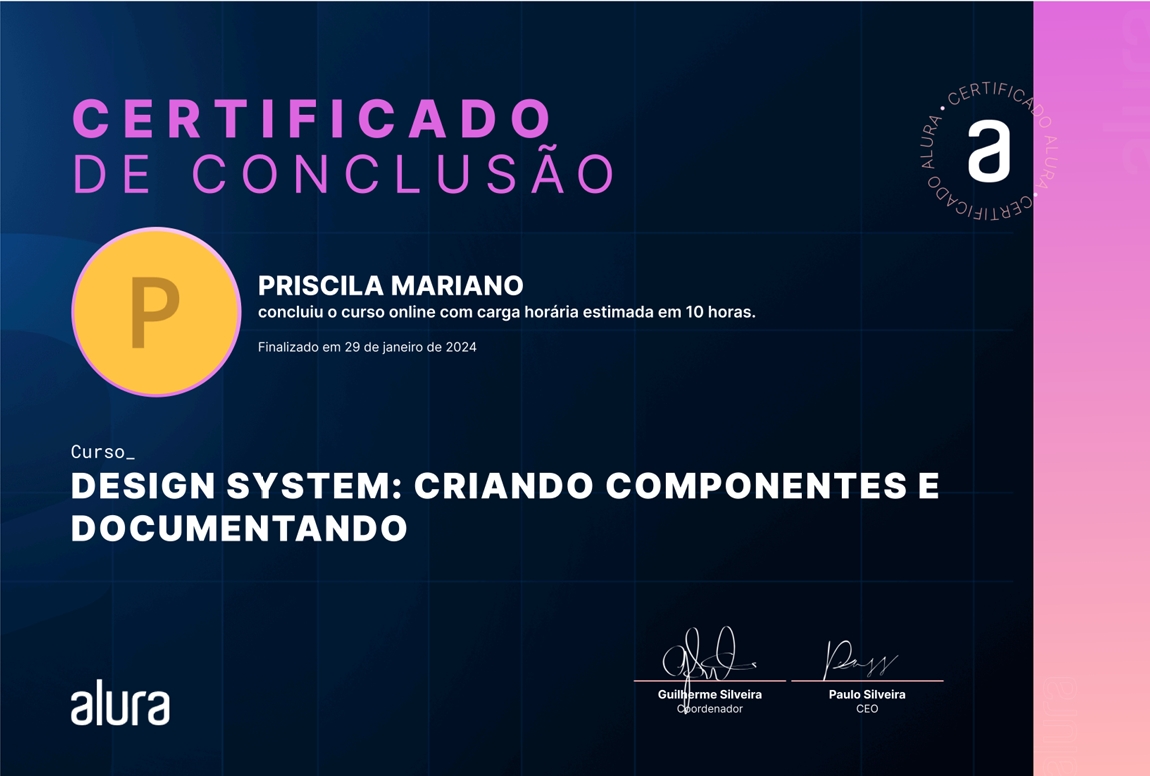 CERTIFICADO
DE CONCLUSÃO
CERTIFICADO ALURA • CERTIFICADO ALURA •
a
P
PRISCILA MARIANO
concluiu o curso online com carga horária estimada em 10 horas.
Finalizado em 29 de janeiro de 2024
Curso_
DESIGN SYSTEM: CRIANDO COMPONENTES E
DOCUMENTANDO
alura
Guilherme Silveira
Coordenador
Paulo Silveira
CEO